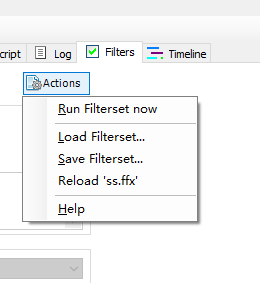 cript Log Filters Timeline
Actions
Run Filterset now
Load Filterset...
Save Filterset...
Reload 'ss.ffx'
Help